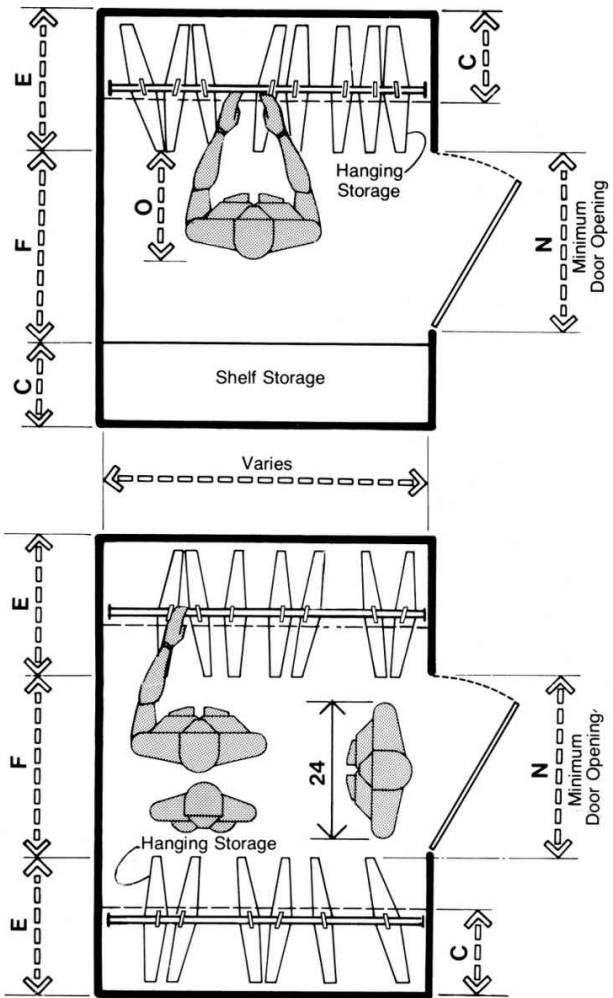 E
C
Hanging
Storage
O
F
N
Minimum
Door Opening
C
Shelf Storage
Varies
E
F
24
N
Minimum
Door Opening
Hanging Storage
E
C